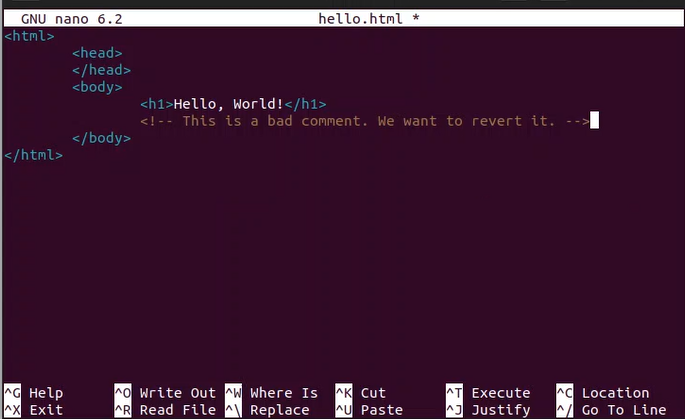 GNU nano 6.2 hello.html *
<html>
<head>
</head>
<body>
<h1>Hello, World!</h1>
<!-- This is a bad comment. We want to revert it. -->
</body>
</html>
^G Help ^O Write Out ^W Where Is ^K Cut ^T Execute ^C Location
^X Exit ^R Read File ^\ Replace ^U Paste ^J Justify ^/ Go To Line